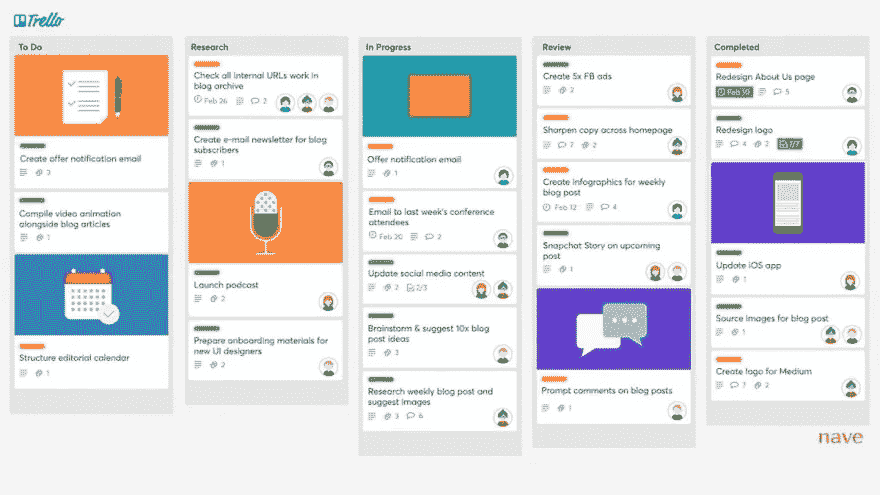 Trello
To Do
Create offer notification email
3
Compile video animation
alongside blog articles
1
Structure editorial calendar
1
Research
Check all internal URLs work in
blog archive
Feb 26
2
Create e-mail newsletter for blog
subscribers
1
Launch podcast
2
Prepare onboarding materials for
new UI designers
2
In Progress
Offer notification email
1
Email to last week's conference
attendees
Feb 20
2
Update social media content
2 2/3
Brainstorm & suggest 10x blog
post ideas
3
Research weekly blog post and
suggest images
3 6
Review
Create 5x FB ads
2
Sharpen copy across homepage
7 2
Create infographics for weekly
blog post
Feb 12 4
Snapchat Story on upcoming
post
1
Prompt comments on blog posts
1
Completed
Redesign About Us page
Feb 30 5
Redesign logo
4 2 7/7
Update iOS app
1
Source images for blog post
1
Create logo for Medium
7 2
nave